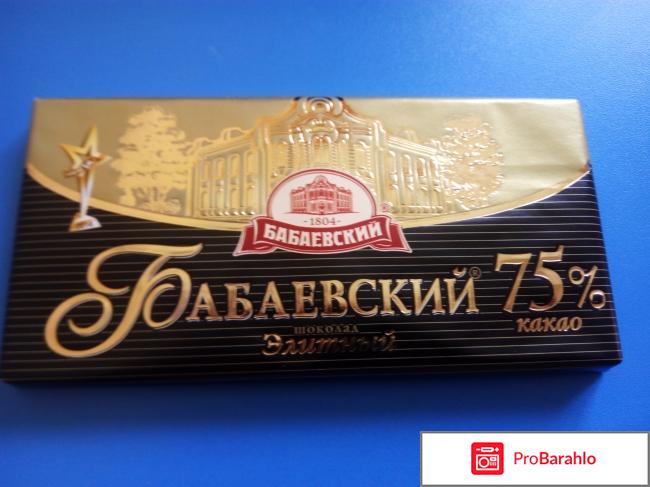 -1804-
БАБАЕВСКИЙ®
БАБАЕВСКИЙ® 75%
шоколад какао
Элитный
ProBarahlo